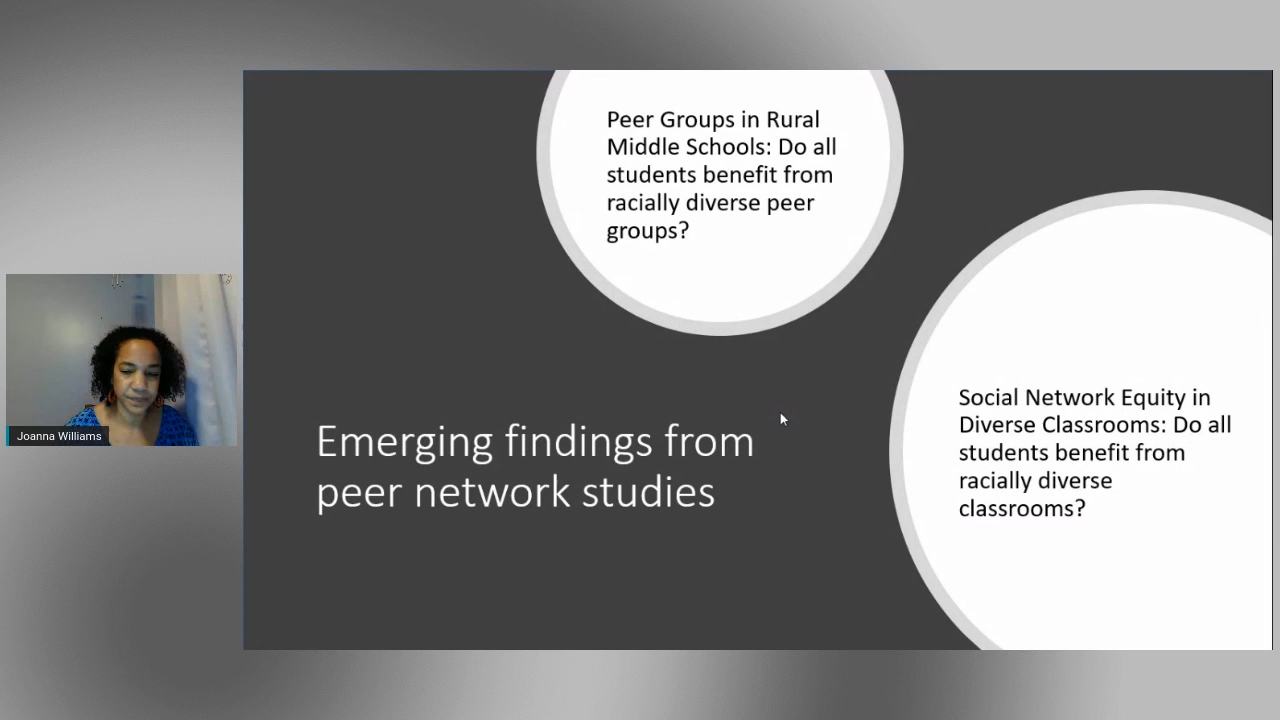 Peer Groups in Rural
Middle Schools: Do all
students benefit from
racially diverse peer
groups?
Social Network Equity in
Diverse Classrooms: Do all
students benefit from
racially diverse
classrooms?
Emerging findings from
peer network studies
Joanna Williams